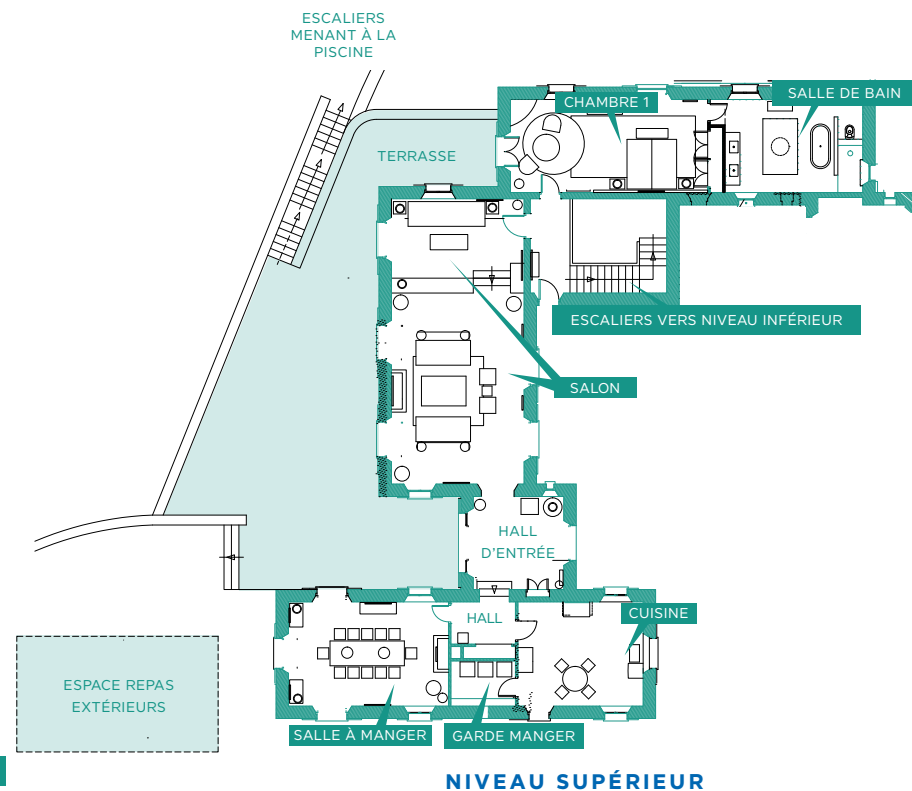 ESCALIERS
MENANT À LA
PISCINE
SALLE DE BAIN
CHAMBRE 1
TERRASSE
ESCALIERS VERS NIVEAU INFÉRIEUR
SALON
HALL
D'ENTRÉE
HALL
CUISINE
ESPACE REPAS
EXTÉRIEURS
SALLE À MANGER
GARDE MANGER
NIVEAU SUPÉRIEUR